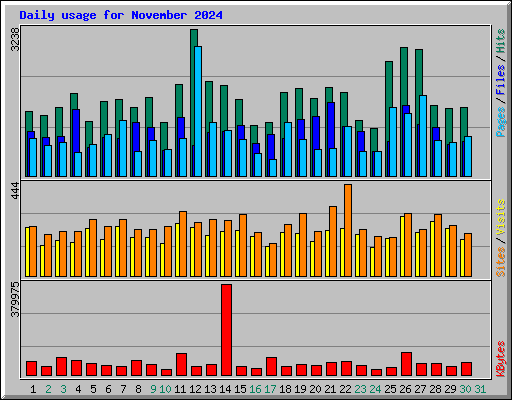 Daily usage for November 2024
3238
Pages / Files / Hits
444
Sites / Visits
379975
KBytes
1 2 3 4 5 6 7 8 9 10 11 12 13 14 15 16 17 18 19 20 21 22 23 24 25 26 27 28 29 30 31